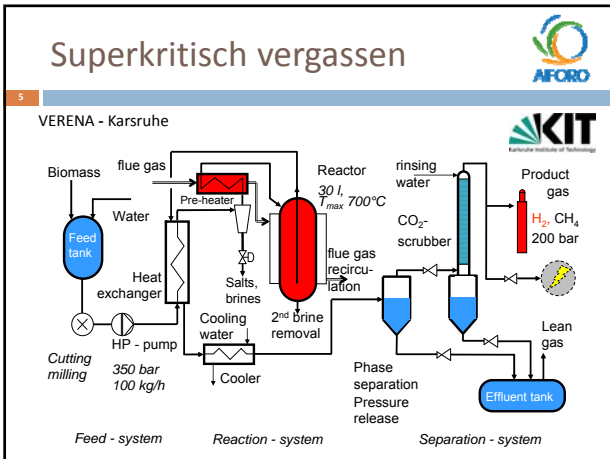 Superkritisch vergassen
AFORO
5
VERENA - Karsruhe
KIT
Karlsruhe Institute of Technology
Biomass
flue gas
Water
Pre-heater
Feed
tank
Heat
exchanger
Salts,
brines
Reactor
30 l,
Tmax 700°C
flue gas
recircu-
lation
2nd brine
removal
Cooling
water
Cooler
HP - pump
Cutting
milling
350 bar
100 kg/h
rinsing
water
CO2-
scrubber
Product
gas
H2, CH4
200 bar
Phase
separation
Pressure
release
Lean
gas
Effluent tank
Feed - system
Reaction - system
Separation - system